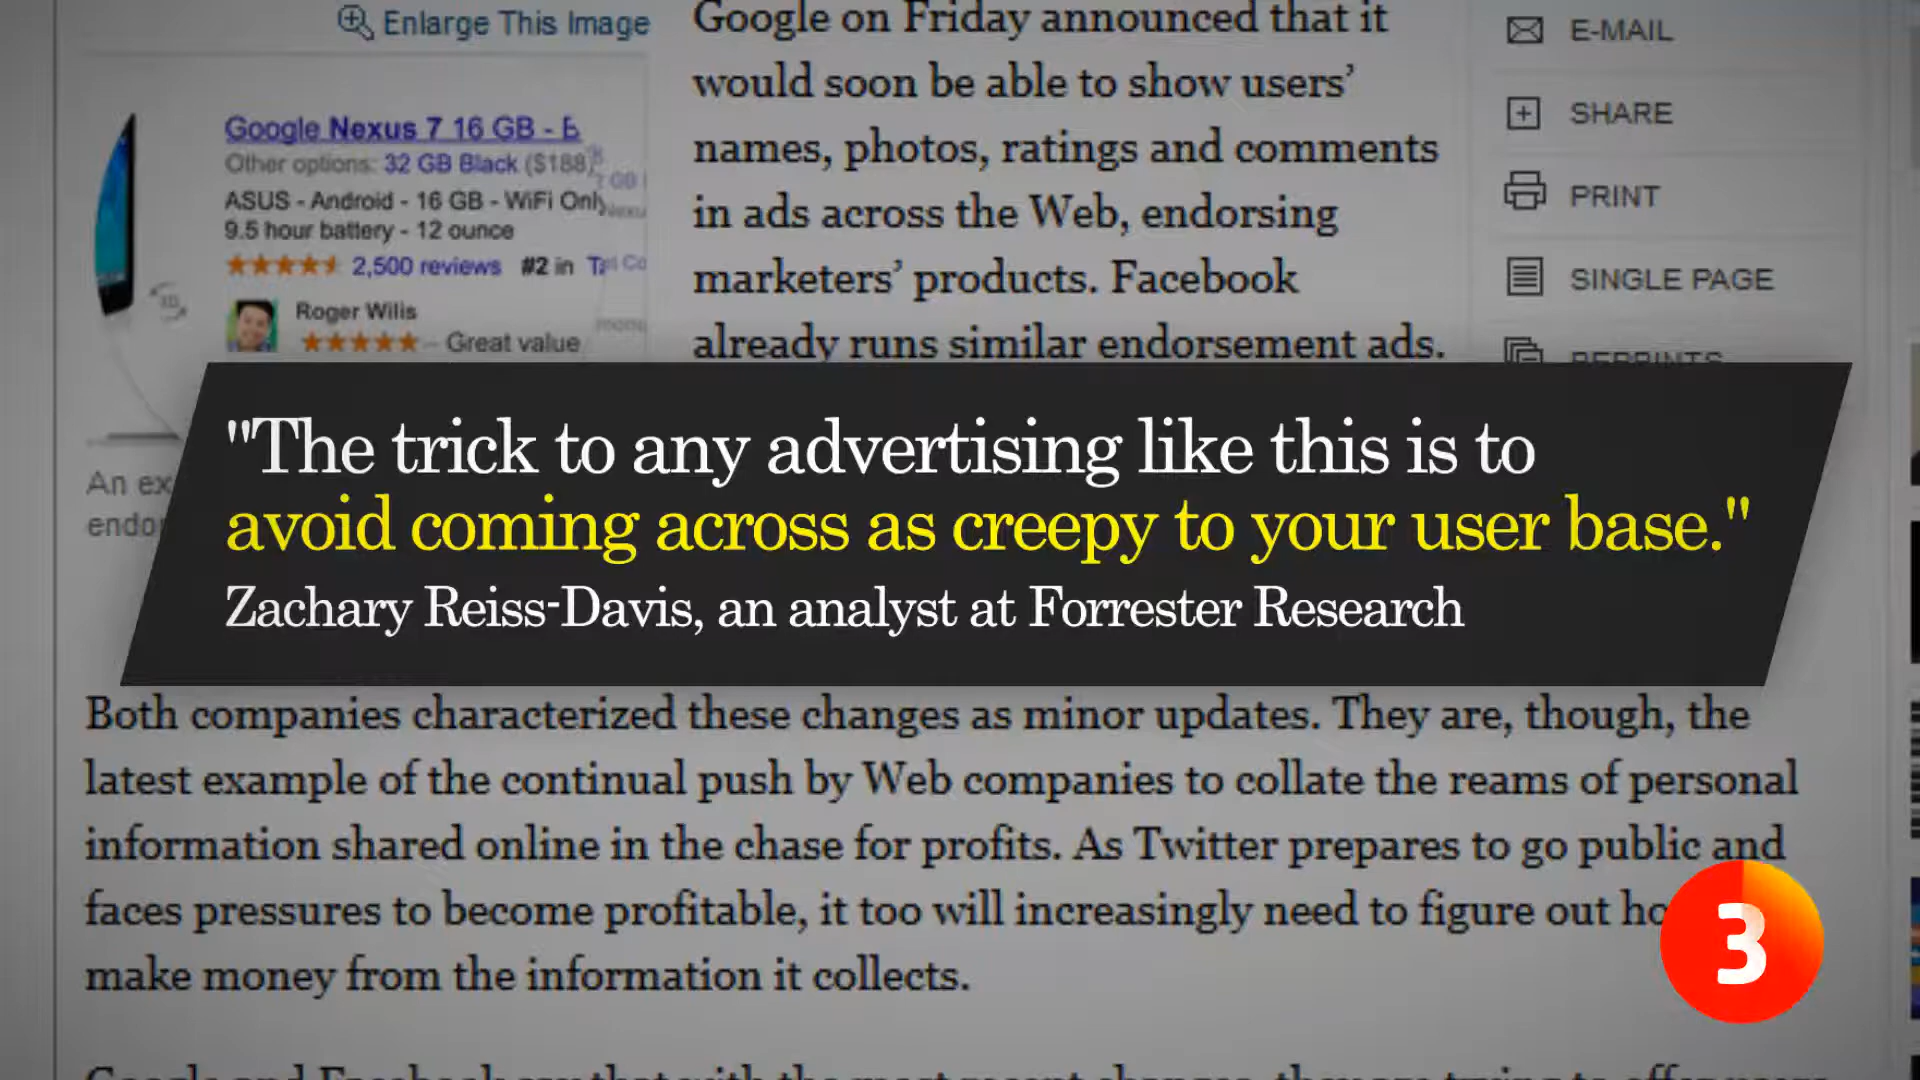 Enlarge This Image
Google Nexus 7 16 GB -
Other options: 32 GB Black ($188)
ASUS - Android - 16 GB - WiFi Only
9.5 hour battery - 12 ounce
2,500 reviews #2 in
Roger Wilis
- Great value
An ex
endo
Google on Friday announced that it
would soon be able to show users’
names, photos, ratings and comments
in ads across the Web, endorsing
marketers’ products. Facebook
already runs similar endorsement ads.
E-MAIL
SHARE
PRINT
SINGLE PAGE
REPRINTS
"The trick to any advertising like this is to
avoid coming across as creepy to your user base."
Zachary Reiss-Davis, an analyst at Forrester Research
Both companies characterized these changes as minor updates. They are, though, the
latest example of the continual push by Web companies to collate the reams of personal
information shared online in the chase for profits. As Twitter prepares to go public and
faces pressures to become profitable, it too will increasingly need to figure out ho
make money from the information it collects.
3